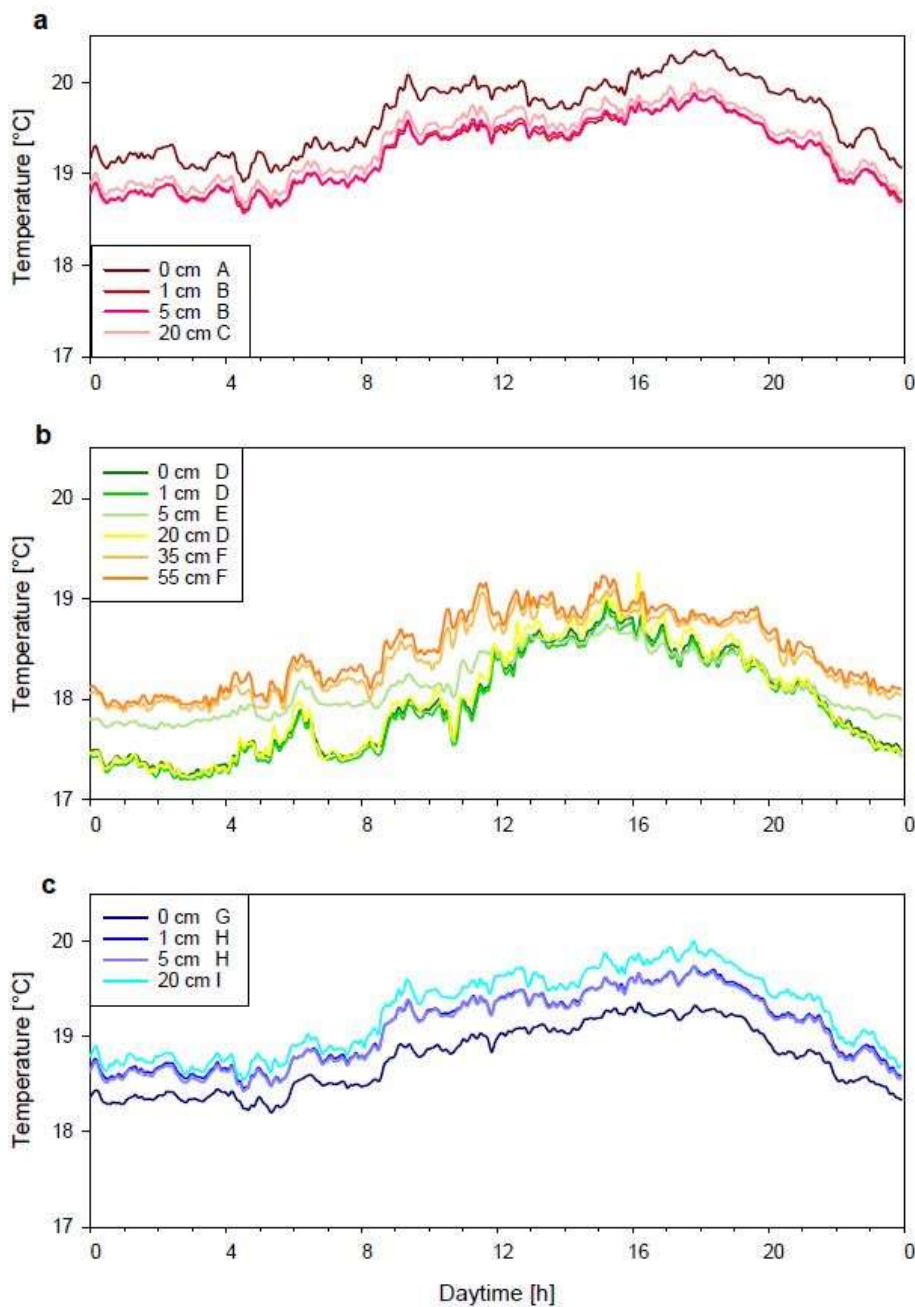 a
Temperature [°C]
20
19
18
17
0 cm A
1 cm B
5 cm B
20 cm C
0 4 8 12 16 20 0
b
Temperature [°C]
20
19
18
17
0 cm D
1 cm D
5 cm E
20 cm D
35 cm F
55 cm F
0 4 8 12 16 20 0
c
Temperature [°C]
20
19
18
17
0 cm G
1 cm H
5 cm H
20 cm I
0 4 8 12 16 20 0
Daytime [h]